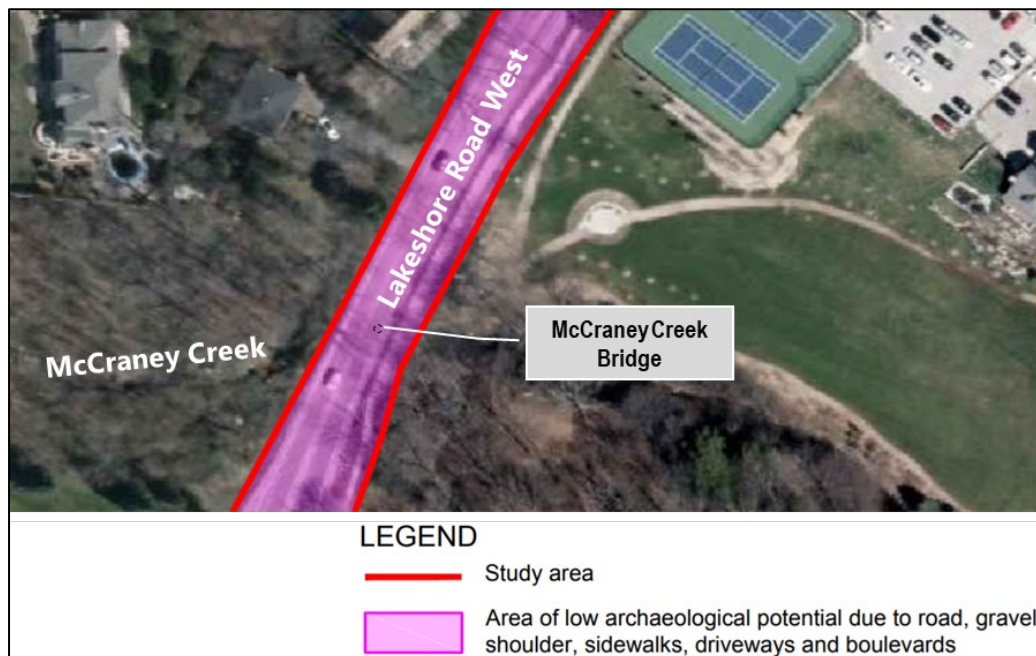 Lakeshore Road West
McCraney Creek
Bridge
McCraney Creek
LEGEND
Study area
Area of low archaeological potential due to road, gravel
shoulder, sidewalks, driveways and boulevards